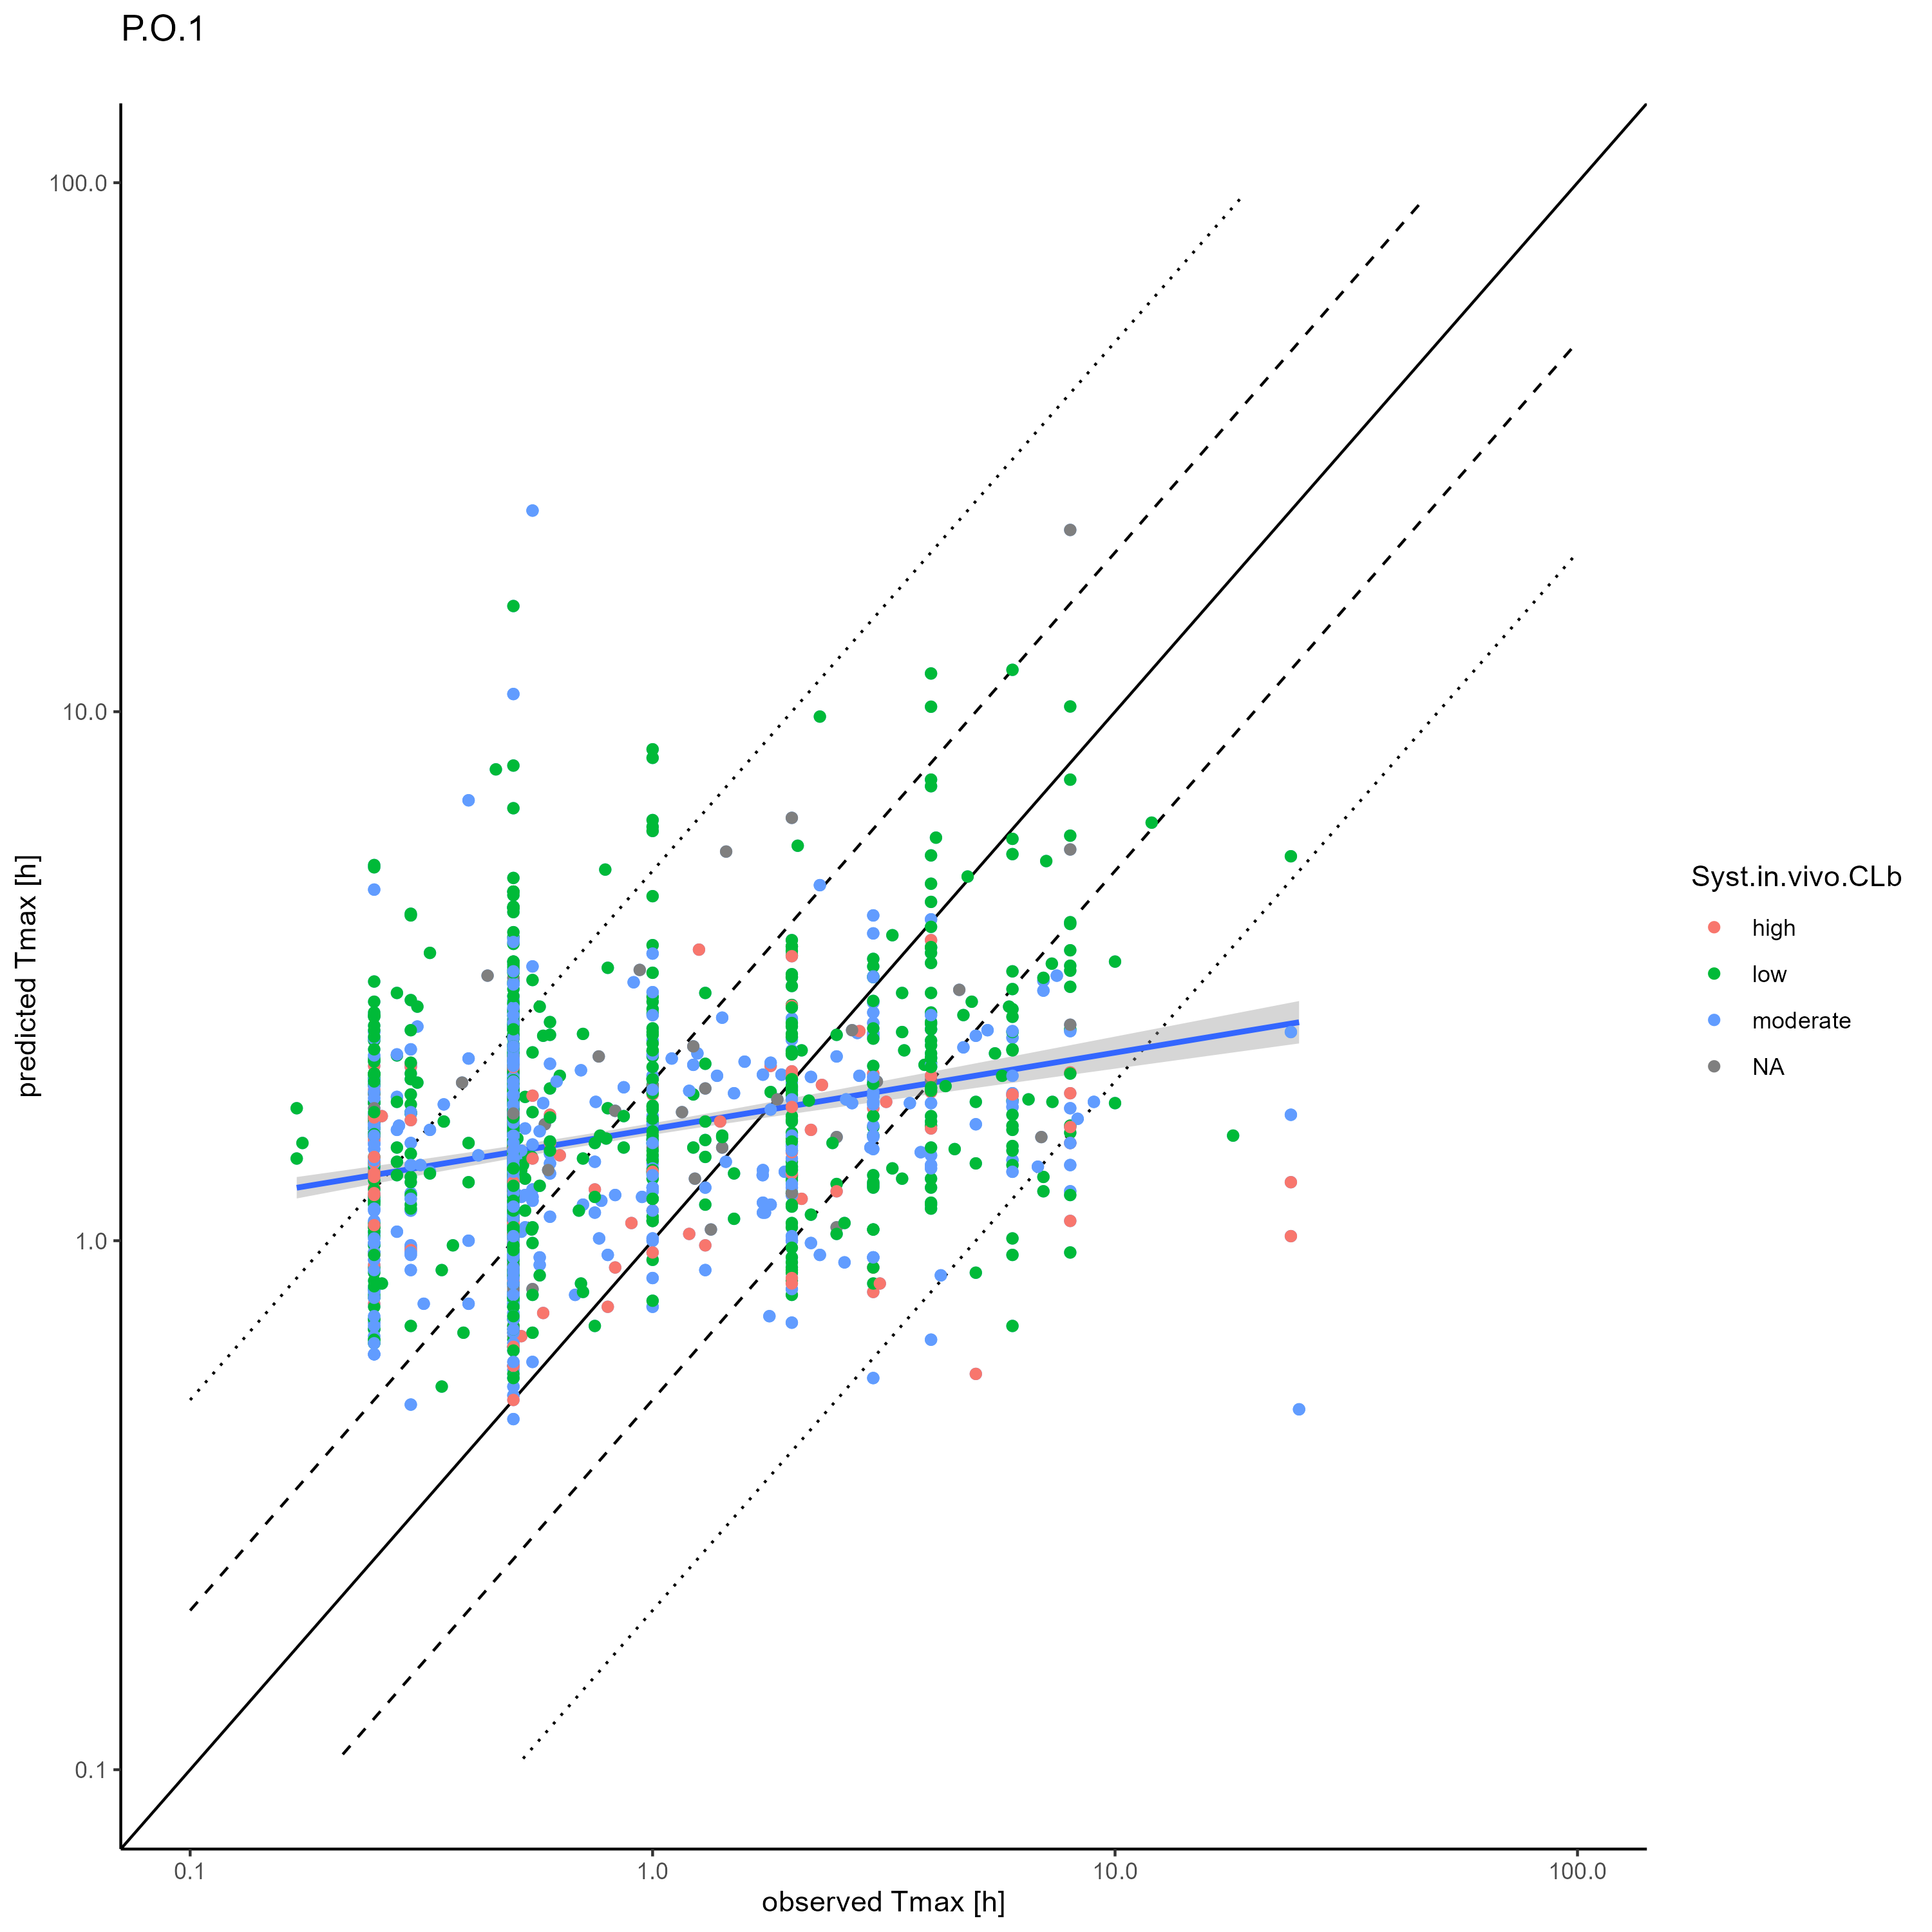 P.O.1
100.0
10.0
1.0
0.1
predicted Tmax [h]
0.1
1.0
10.0
100.0
observed Tmax [h]
Syst.in.vivo.CLb
high
low
moderate
NA